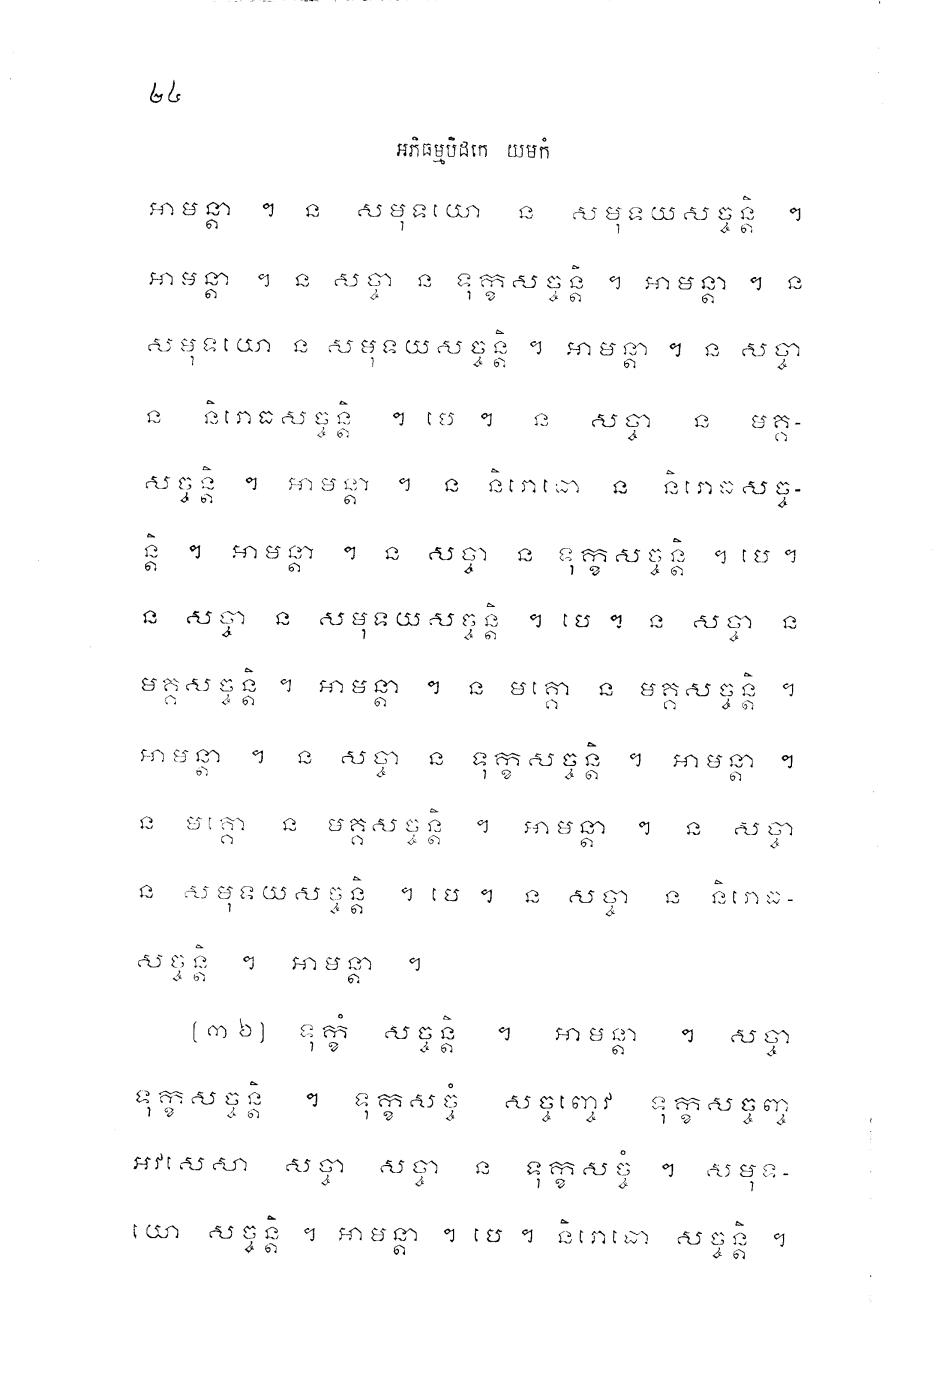 ២៤
អភិធម្មបិដកេ យមកំ
អាមន្តា ។ ន សមុទយោ ន សមុទយសច្ចន្តិ ។
អាមន្តា ។ ន សច្ចា ន ទុក្ខសច្ចន្តិ ។ អាមន្តា ។ ន
សមុទយោ ន សមុទយសច្ចន្តិ ។ អាមន្តា ។ ន សច្ចា
ន និរោធសច្ចន្តិ ។ បេ ។ ន សច្ចា ន មគ្គ-
សច្ចន្តិ ។ អាមន្តា ។ ន និរោធោ ន និរោធសច្ច-
ន្តិ ។ អាមន្តា ។ ន សច្ចា ន ទុក្ខសច្ចន្តិ ។ បេ ។
ន សច្ចា ន សមុទយសច្ចន្តិ ។ បេ ។ ន សច្ចា ន
មគ្គសច្ចន្តិ ។ អាមន្តា ។ ន មគ្គោ ន មគ្គសច្ចន្តិ ។
អាមន្តា ។ ន សច្ចា ន ទុក្ខសច្ចន្តិ ។ អាមន្តា ។
ន មគ្គោ ន មគ្គសច្ចន្តិ ។ អាមន្តា ។ ន សច្ចា
ន សមុទយសច្ចន្តិ ។ បេ ។ ន សច្ចា ន និរោធ-
សច្ចន្តិ ។ អាមន្តា ។
[៣៦] ទុក្ខំ សច្ចន្តិ ។ អាមន្តា ។ សច្ចា
ទុក្ខសច្ចន្តិ ។ ទុក្ខសច្ចំ សច្ចញ្ចេវ ទុក្ខសច្ចញ្ច
អវសេសា សច្ចា សច្ចា ន ទុក្ខសច្ចំ ។ សមុទ-
យោ សច្ចន្តិ ។ អាមន្តា ។ បេ ។ និរោធោ សច្ចន្តិ ។